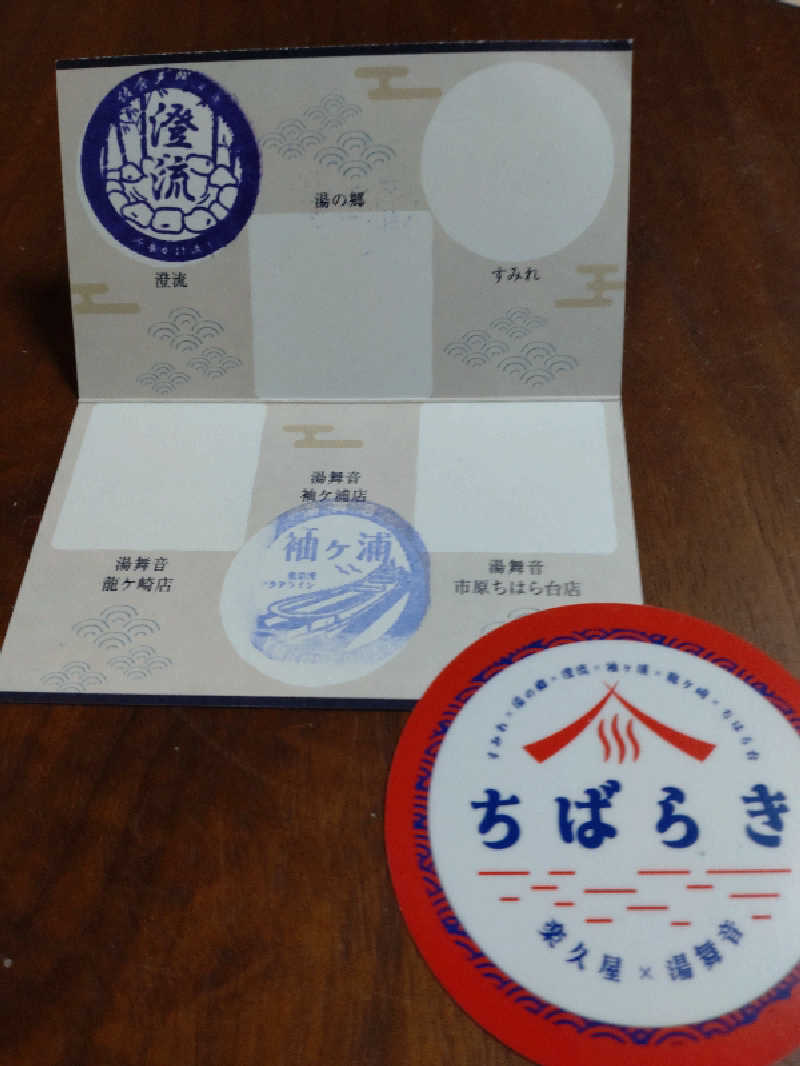 澄流
澄流
湯の郷
すみれ
湯舞音
袖ケ浦店
袖ヶ浦
湯舞音
龍ケ崎店
湯舞音
市原ちはら台店
すみれ×湯の郷×澄流×袖ヶ浦×龍ヶ崎×ちはら台
ちばらき
楽久屋×湯舞音